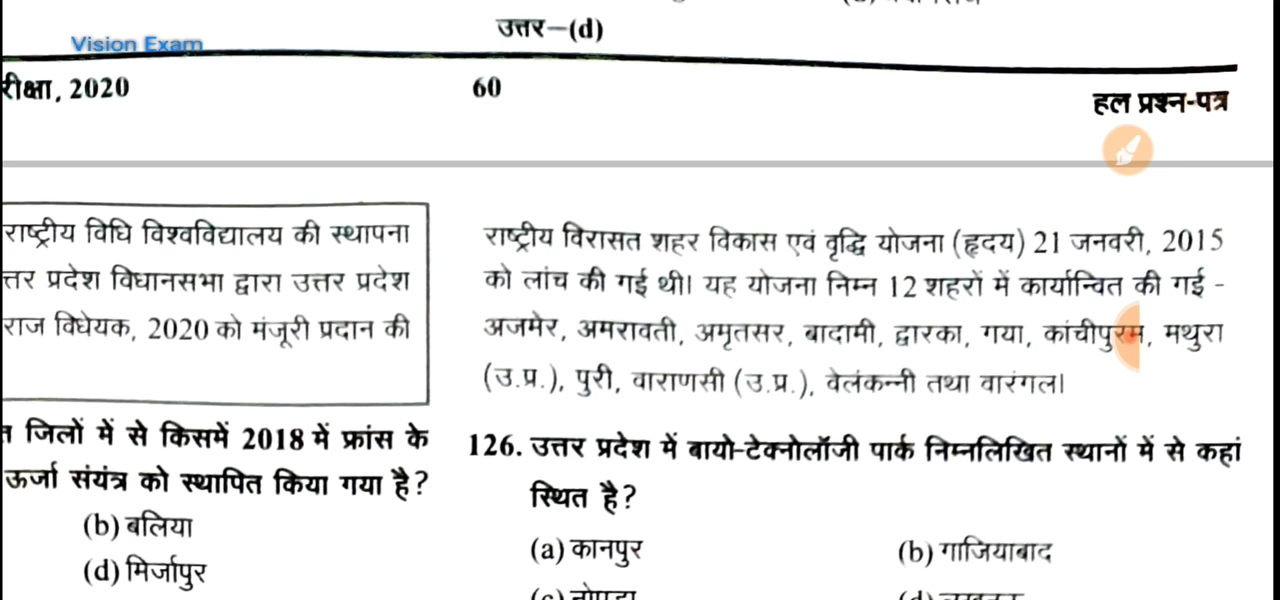 उत्तर–(d)
Vision Exam
रीक्षा, 2020
60
हल प्रश्न-पत्र
राष्ट्रीय विधि विश्वविद्यालय की स्थापना
त्तर प्रदेश विधानसभा द्वारा उत्तर प्रदेश
राज विधेयक, 2020 को मंजूरी प्रदान की
जिलों में से किसमें 2018 में फ्रांस के
ऊर्जा संयंत्र को स्थापित किया गया है?
(b) बलिया
(d) मिर्जापुर
राष्ट्रीय विरासत शहर विकास एवं वृद्धि योजना (हृदय) 21 जनवरी, 2015
को लांच की गई थी। यह योजना निम्न 12 शहरों में कार्यान्वित की गई -
अजमेर, अमरावती, अमृतसर, बादामी, द्वारका, गया, कांचीपुरम, मथुरा
(उ.प्र.), पुरी, वाराणसी (उ.प्र.), वेलंकन्नी तथा वारंगल।
126. उत्तर प्रदेश में बायो-टेक्नोलॉजी पार्क निम्नलिखित स्थानों में से कहां
स्थित है?
(a) कानपुर
(b) गाजियाबाद